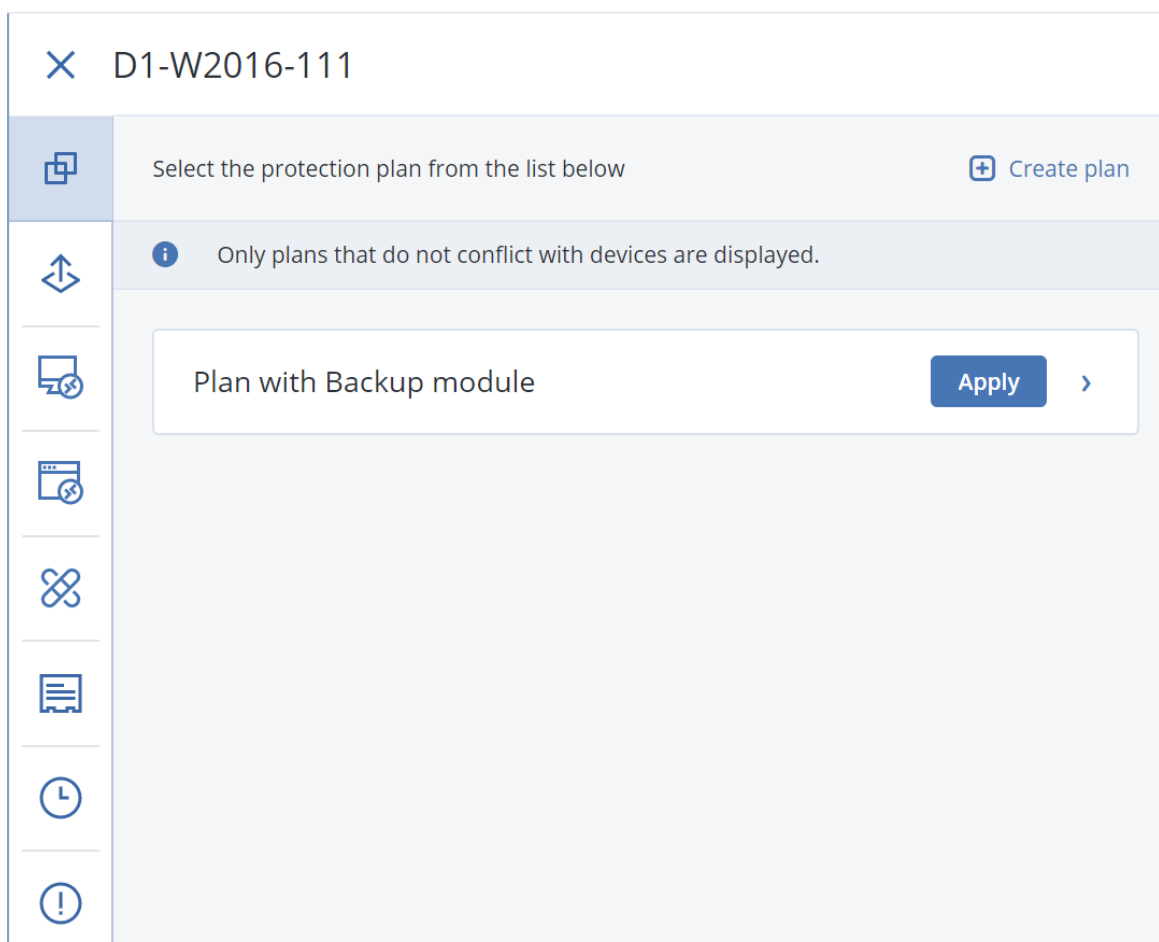 D1-W2016-111
Select the protection plan from the list below
Create plan
Only plans that do not conflict with devices are displayed.
Plan with Backup module
Apply